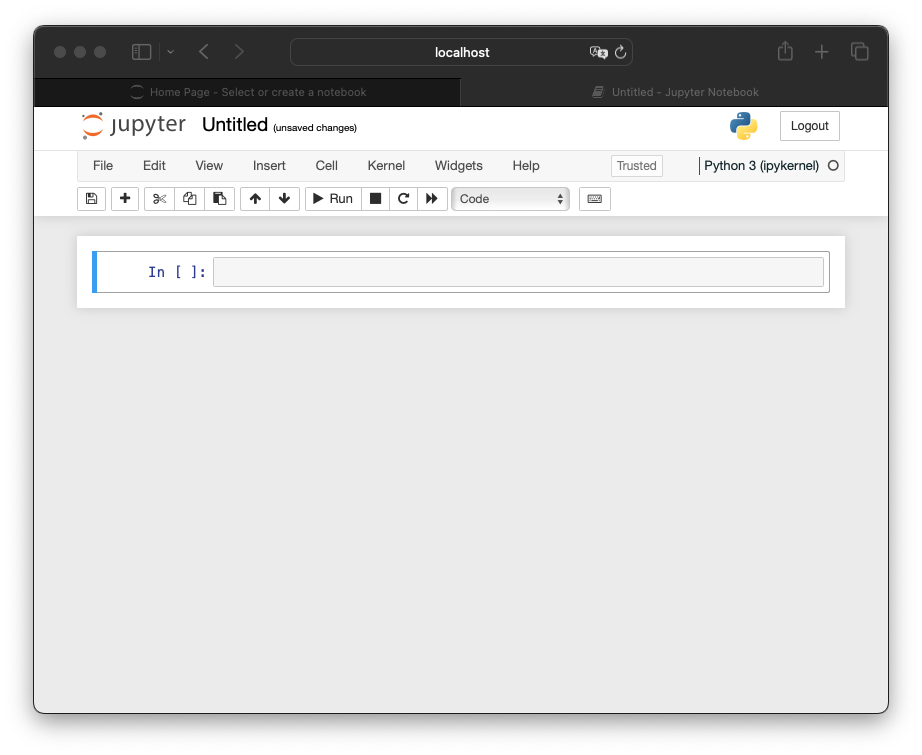 localhost
Home Page - Select or create a notebook
Untitled - Jupyter Notebook
jupyter Untitled (unsaved changes) Logout
File Edit View Insert Cell Kernel Widgets Help Trusted Python 3 (ipykernel)
Run Code
In [ ]: